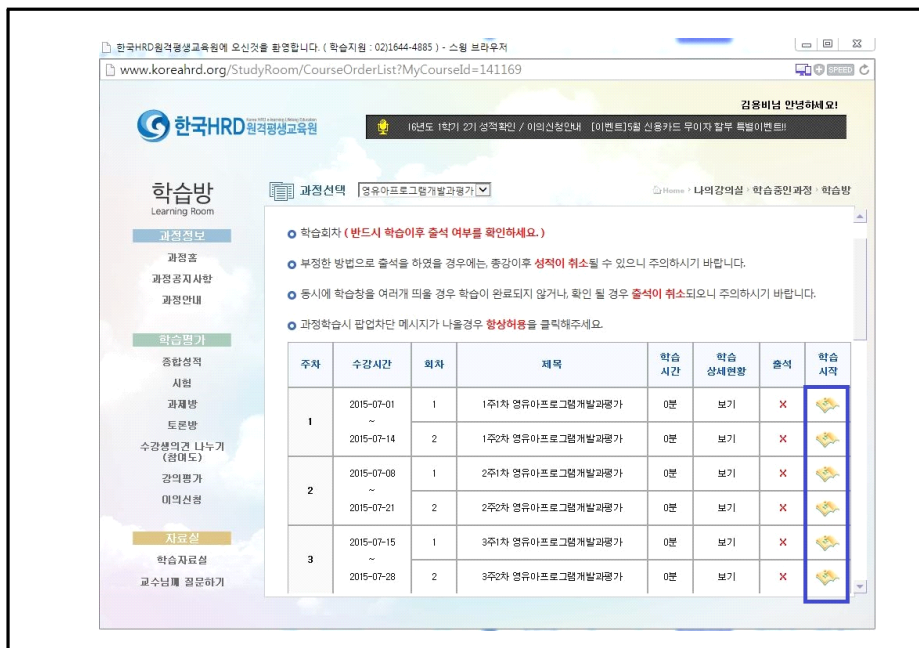 한국HRD원격평생교육원에 오신것을 환영합니다. ( 학습지원 : 02)1644-4885 ) - 스윙 브라우저
www.koreahrd.org/StudyRoom/CourseOrderList?MyCourseId=141169
SPEED
김용비님 안녕하세요!
한국HRD원격평생교육원
16년도 1학기 2기 성적확인 / 이의신청안내 [이벤트]5월 신용카드 무이자 할부 특별이벤트!!
학습방
Learning Room
과정선택 영유아프로그램개발과평가
Home > 나의강의실 > 학습중인과정 > 학습방
과정정보
과정홈
과정공지사항
과정안내
학습평가
종합성적
시험
과제방
토론방
수강생의견 나누기
(참여도)
강의평가
이의신청
자료실
학습자료실
교수님께 질문하기
학습회차 ( 반드시 학습이후 출석 여부를 확인하세요. )
부정한 방법으로 출석을 하였을 경우에는, 종강이후 성적이 취소될 수 있으니 주의하시기 바랍니다.
동시에 학습창을 여러개 띄울 경우 학습이 완료되지 않거나, 확인 될 경우 출석이 취소되오니 주의하시기 바랍니다.
과정학습시 팝업차단 메시지가 나올경우 항상허용을 클릭해주세요.
주차 수강시간 회차 제목 학습시간 학습상세현황 출석 학습시작
1 2015-07-01 ~ 2015-07-14
1 1주1차 영유아프로그램개발과평가 0분 보기 X
2 1주2차 영유아프로그램개발과평가 0분 보기 X
2 2015-07-08 ~ 2015-07-21
1 2주1차 영유아프로그램개발과평가 0분 보기 X
2 2주2차 영유아프로그램개발과평가 0분 보기 X
3 2015-07-15 ~ 2015-07-28
1 3주1차 영유아프로그램개발과평가 0분 보기 X
2 3주2차 영유아프로그램개발과평가 0분 보기 X